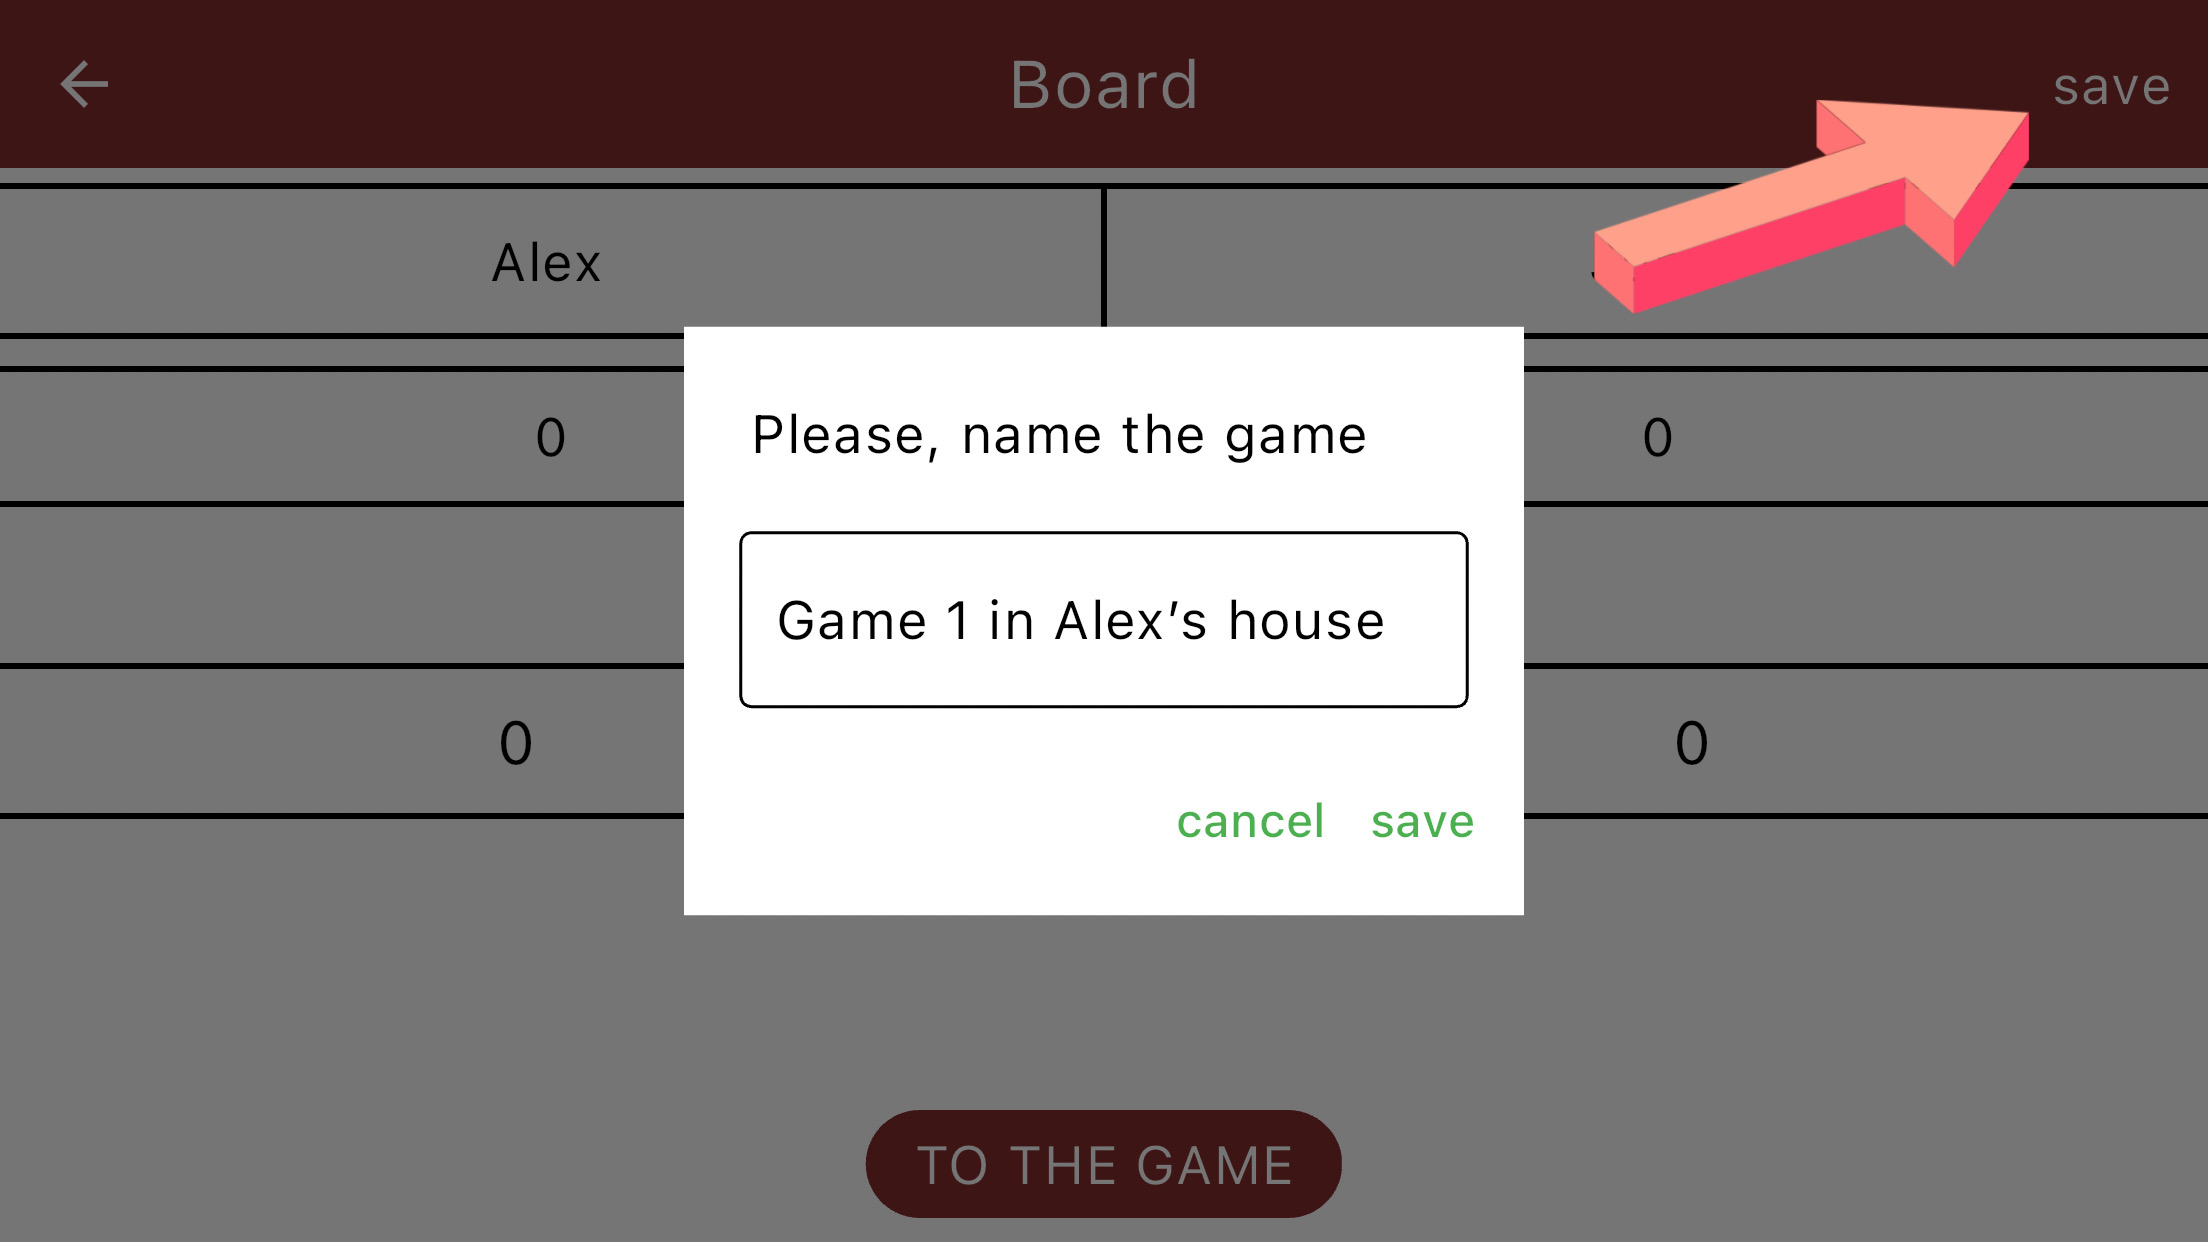 Board
save
Alex
0
0
Please, name the game
Game 1 in Alex's house
0
0
cancel
save
TO THE GAME